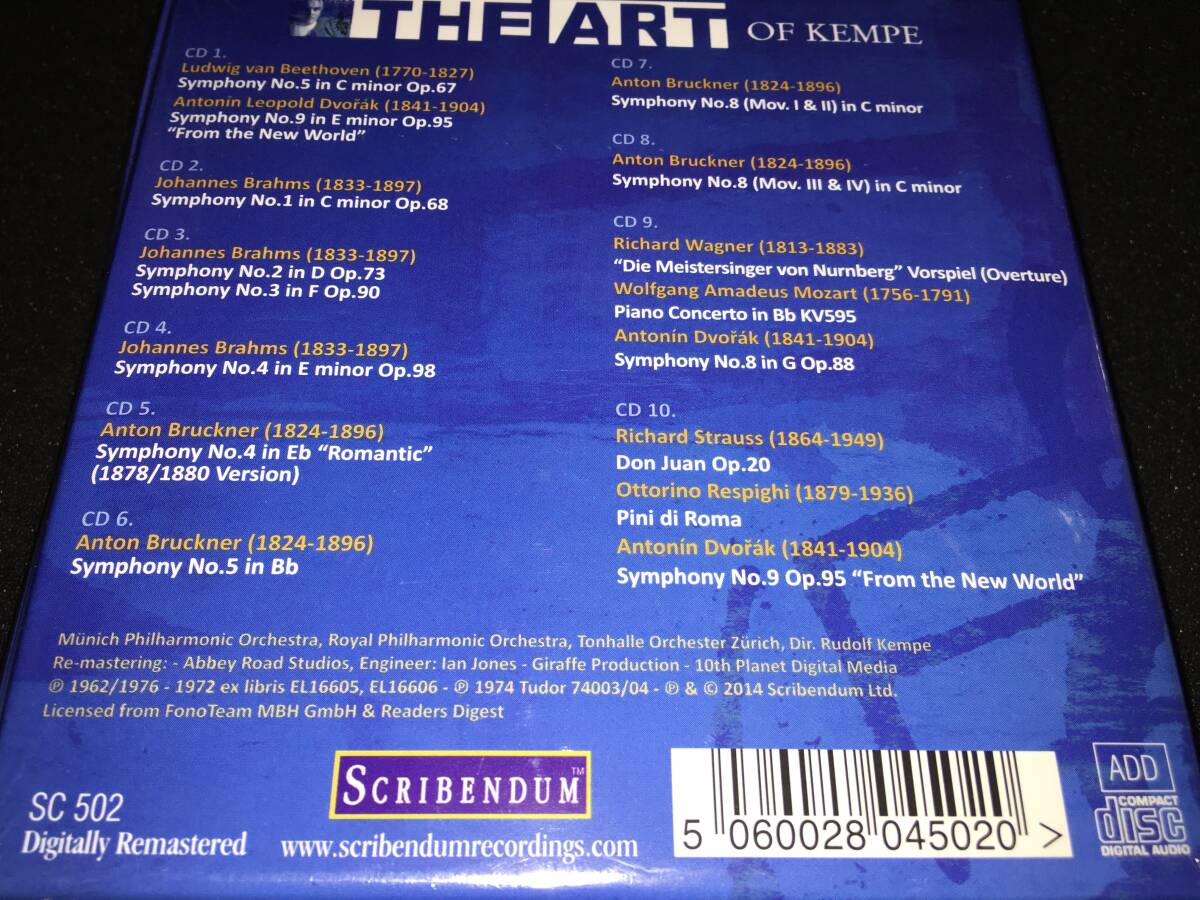 THE ART OF KEMPE
CD 1.
Ludwig van Beethoven (1770-1827)
Symphony No.5 in C minor Op.67
Antonín Leopold Dvořák (1841-1904)
Symphony No.9 in E minor Op.95
“From the New World”
CD 2.
Johannes Brahms (1833-1897)
Symphony No.1 in C minor Op.68
CD 3.
Johannes Brahms (1833-1897)
Symphony No.2 in D Op.73
Symphony No.3 in F Op.90
CD 4.
Johannes Brahms (1833-1897)
Symphony No.4 in E minor Op.98
CD 5.
Anton Bruckner (1824-1896)
Symphony No.4 in Eb “Romantic”
(1878/1880 Version)
CD 6.
Anton Bruckner (1824-1896)
Symphony No.5 in Bb
CD 7.
Anton Bruckner (1824-1896)
Symphony No.8 (Mov. I & II) in C minor
CD 8.
Anton Bruckner (1824-1896)
Symphony No.8 (Mov. III & IV) in C minor
CD 9.
Richard Wagner (1813-1883)
“Die Meistersinger von Nurnberg” Vorspiel (Overture)
Wolfgang Amadeus Mozart (1756-1791)
Piano Concerto in Bb KV595
Antonín Dvořák (1841-1904)
Symphony No.8 in G Op.88
CD 10.
Richard Strauss (1864-1949)
Don Juan Op.20
Ottorino Respighi (1879-1936)
Pini di Roma
Antonín Dvořák (1841-1904)
Symphony No.9 Op.95 “From the New World”
Münich Philharmonic Orchestra, Royal Philharmonic Orchestra, Tonhalle Orchester Zürich, Dir. Rudolf Kempe
Re-mastering: - Abbey Road Studios, Engineer: Ian Jones - Giraffe Production - 10th Planet Digital Media
℗ 1962/1976 - 1972 ex libris EL16605, EL16606 - ℗ 1974 Tudor 74003/04 - ℗ & © 2014 Scribendum Ltd.
Licensed from FonoTeam MBH GmbH & Readers Digest
SC 502
Digitally Remastered
SCRIBENDUM™
www.scribendumrecordings.com
5 060028 045020 >
ADD
COMPACT
disc
DIGITAL AUDIO